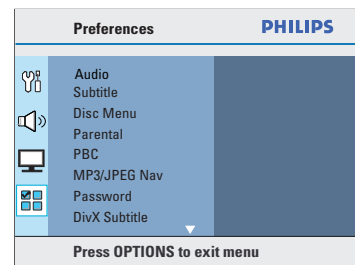 Preferences
PHILIPS
Audio
Subtitle
Disc Menu
Parental
PBC
MP3/JPEG Nav
Password
DivX Subtitle
Press OPTIONS to exit menu